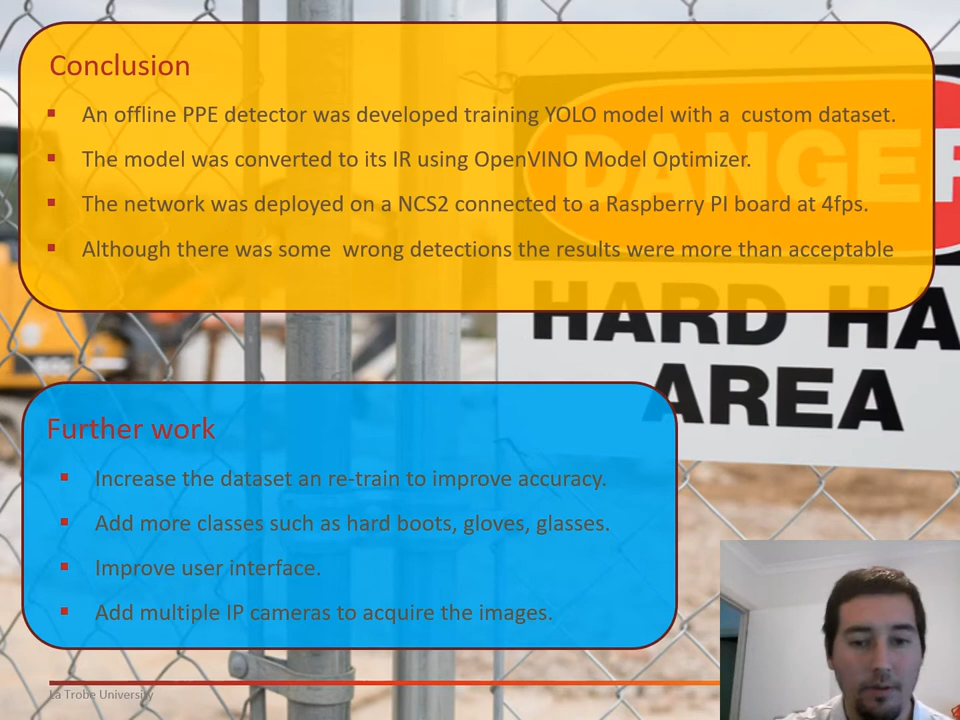 Conclusion
▪ An offline PPE detector was developed training YOLO model with a  custom dataset.
▪ The model was converted to its IR using OpenVINO Model Optimizer.
▪ The network was deployed on a NCS2 connected to a Raspberry PI board at 4fps.
▪ Although there was some  wrong detections the results were more than acceptable
DANGER
HARD HA
AREA
Further work
▪ Increase the dataset an re-train to improve accuracy.
▪ Add more classes such as hard boots, gloves, glasses.
▪ Improve user interface.
▪ Add multiple IP cameras to acquire the images.
La Trobe University